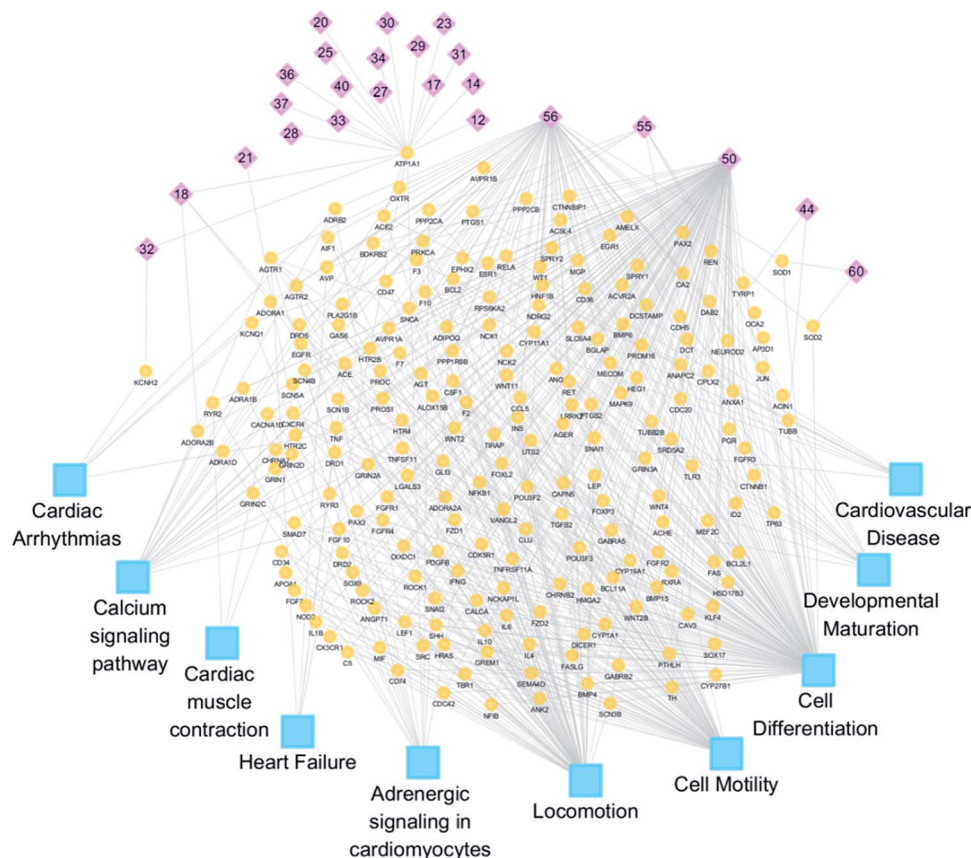 20
30
23
25
34
29
31
36
40
27
17
14
37
33
12
28
56
55
21
50
18
44
32
60
ATP1A1
AVPR1B
OXTR
CTNNBIP1
ADRB2
ACE2
PPP2CA
PTGS1
PPP2CB
ACSL4
AMELX
AIF1
BDKRB2
PRKCA
EGR1
PAX2
REN
AGTR1
AVP
F3
EPHX2
ESR1
RELA
SPRY2
WT1
MGP
SPRY1
SOD1
AGTR2
CD47
BCL2
HNF1B
CD36
ACVR2A
CA2
TYRP1
ADORA1
PLA2G1B
F10
RPS6KA2
NDRG2
DCSTAMP
DAB2
KCNQ1
DRD5
GAS6
SNCA
OCA2
SOD2
EGFR
HTR2B
AVPR1A
ADIPOQ
NCK1
CYP11A1
SLC6A4
BGLAP
BMP6
CDH5
NEUROD2
AP3D1
KCNH2
SCN4B
ACE
F7
PPP1R9B
NCK2
MECOM
PRDM16
DCT
JUN
SCN5A
PROC
AGT
CSF1
WNT11
ANG
RET
HEG1
ANAPC2
CPLX2
RYR2
ADRA1B
SCN1B
PROS1
ALOX15B
F2
CCL5
LRRK2
PTGS2
MAPK9
CDC20
ANXA1
ACIN1
CACNA1D
CXCR4
TNF
HTR4
WNT2
INS
AGER
TUBB2B
TUBB
ADORA2B
HTR2C
TIRAP
UTS2
SNAI1
SRD5A2
PGR
ADRA1D
CHRNA7
GRIN2D
DRD1
TNFSF11
GLI3
FOXL2
GRIN3A
TLR3
FGFR3
GRIN1
GRIN2A
LGALS3
NFKB1
POU3F2
CAPN5
LEP
CTNNB1
GRIN2C
RYR3
FGFR1
ADORA2A
VANGL2
TGFB2
FOXP3
WNT4
ID2
TP63
SMAD7
PAX3
FGFR4
FZD1
CLU
GABRA5
ACHE
MEF2C
FGF10
Cardiac
Arrhythmias
Cardiovascular
Disease
CD34
DRD2
DIXDC1
CDK5R1
POU3F3
FGFR2
BCL2L1
APOA1
SOX9
PDGFB
TNFRSF11A
CYP19A1
FAS
FGF7
ROCK2
ROCK1
IFNG
NCKAP1L
CHRNB2
BCL11A
RXRA
HSD17B3
NOD2
ANGPT1
SNAI2
CALCA
HMGA2
BMP15
KLF4
IL1B
LEF1
SHH
IL6
FZD2
CYP1A1
WNT2B
CAV3
CX3CR1
SRC
HRAS
IL10
IL4
DICER1
SOX17
C5
MIF
GREM1
FASLG
PTHLH
CD74
TBR1
SEMA4D
GABRB2
CYP27B1
CDC42
NFIB
ANK2
BMP4
SCN3B
TH
Calcium
signaling
pathway
Developmental
Maturation
Cardiac
muscle
contraction
Cell
Differentiation
Heart Failure
Cell Motility
Adrenergic
signaling in
cardiomyocytes
Locomotion